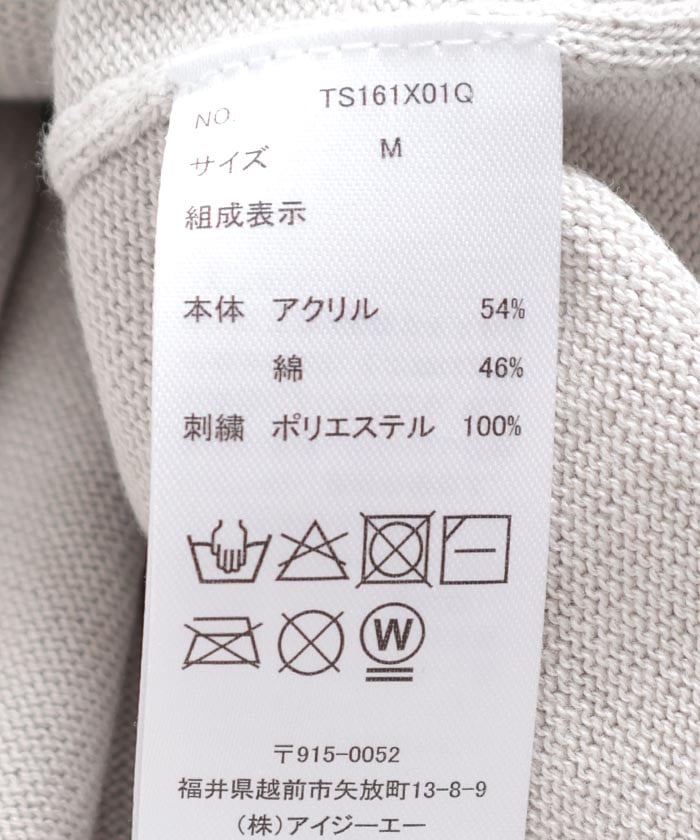 NO. TS161X01Q
サイズ M
組成表示
本体 アクリル 54%
綿 46%
刺繍 ポリエステル 100%
W
〒915-0052
福井県越前市矢放町13-8-9
(株)アイジーエー